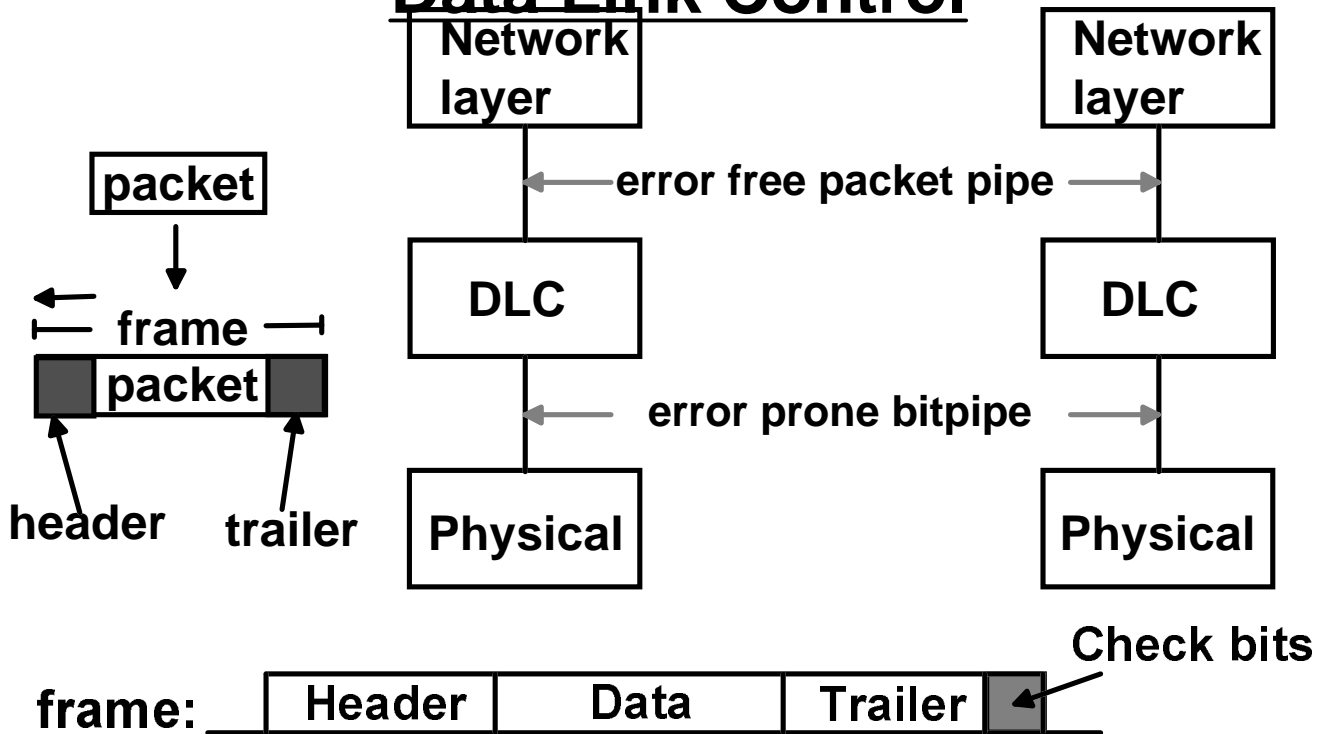 Data Link Control
Network
layer
Network
layer
packet
error free packet pipe
DLC
DLC
frame
packet
error prone bitpipe
header
trailer
Physical
Physical
Check bits
frame:
Header
Data
Trailer